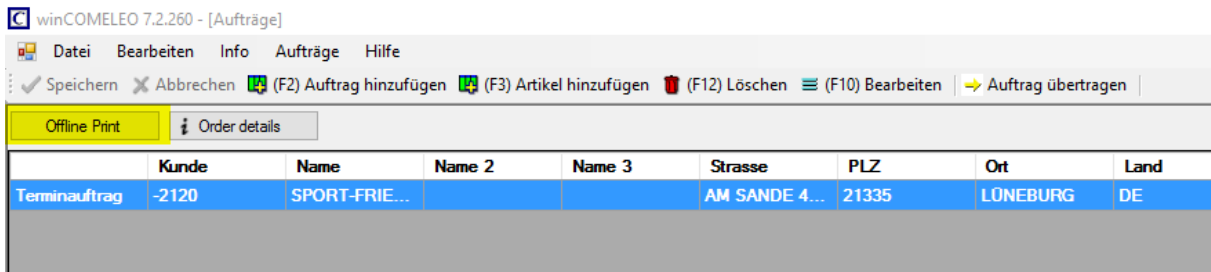 C winCOMELEO 7.2.260 - [Aufträge]
Datei Bearbeiten Info Aufträge Hilfe
Speichern Abbrechen (F2) Auftrag hinzufügen (F3) Artikel hinzufügen (F12) Löschen (F10) Bearbeiten Auftrag übertragen
Offline Print i Order details
Kunde Name Name 2 Name 3 Strasse PLZ Ort Land
Terminauftrag -2120 SPORT-FRIE... AM SANDE 4... 21335 LÜNEBURG DE